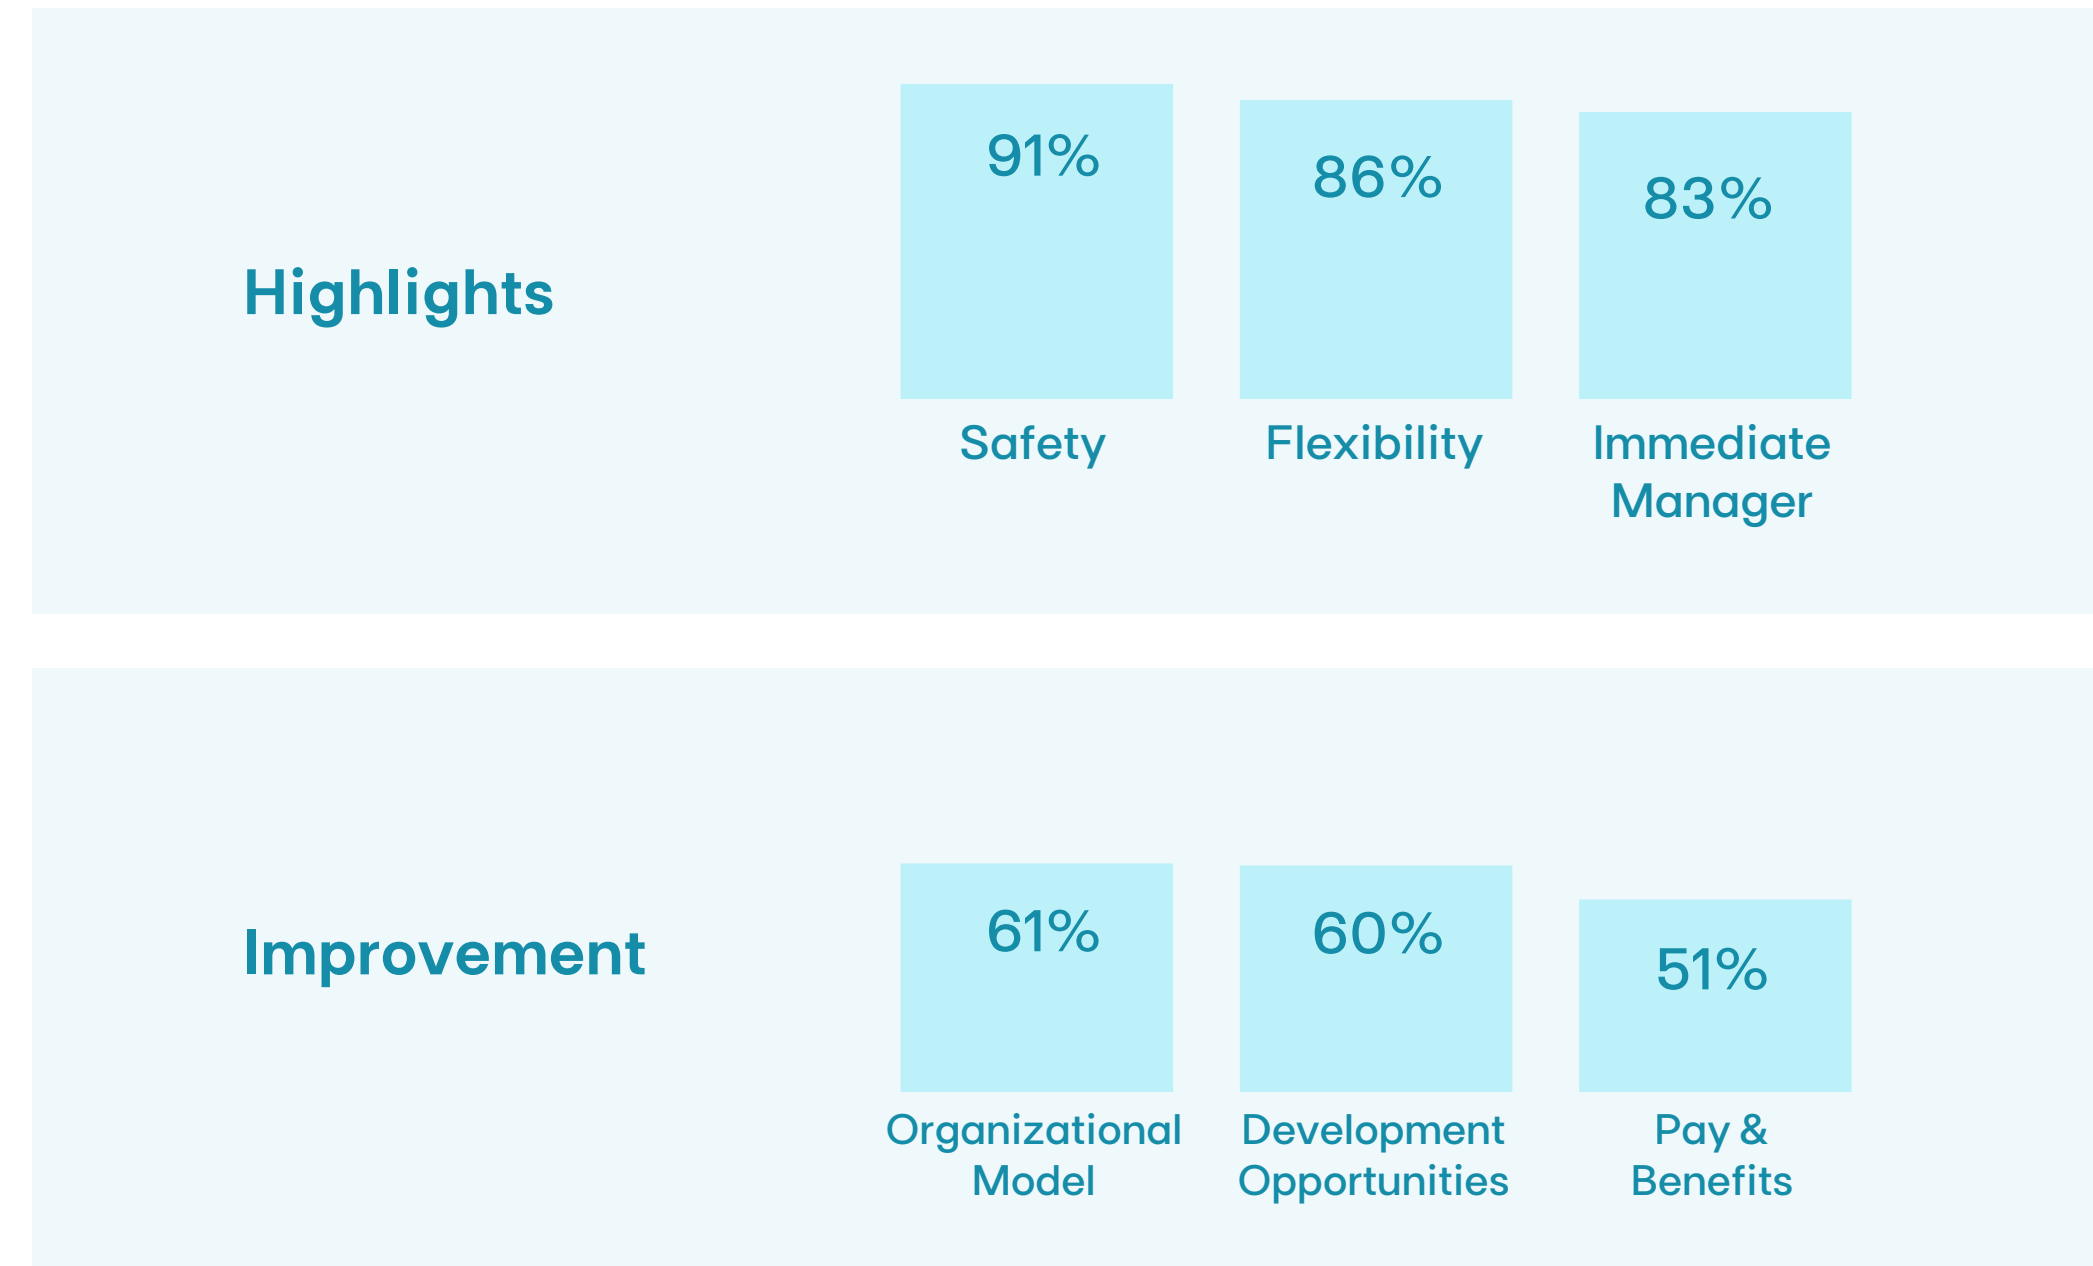 91%
86%
83%
Highlights
Safety
Flexibility
Immediate
Manager
61%
60%
51%
Improvement
Organizational
Model
Development
Opportunities
Pay &
Benefits